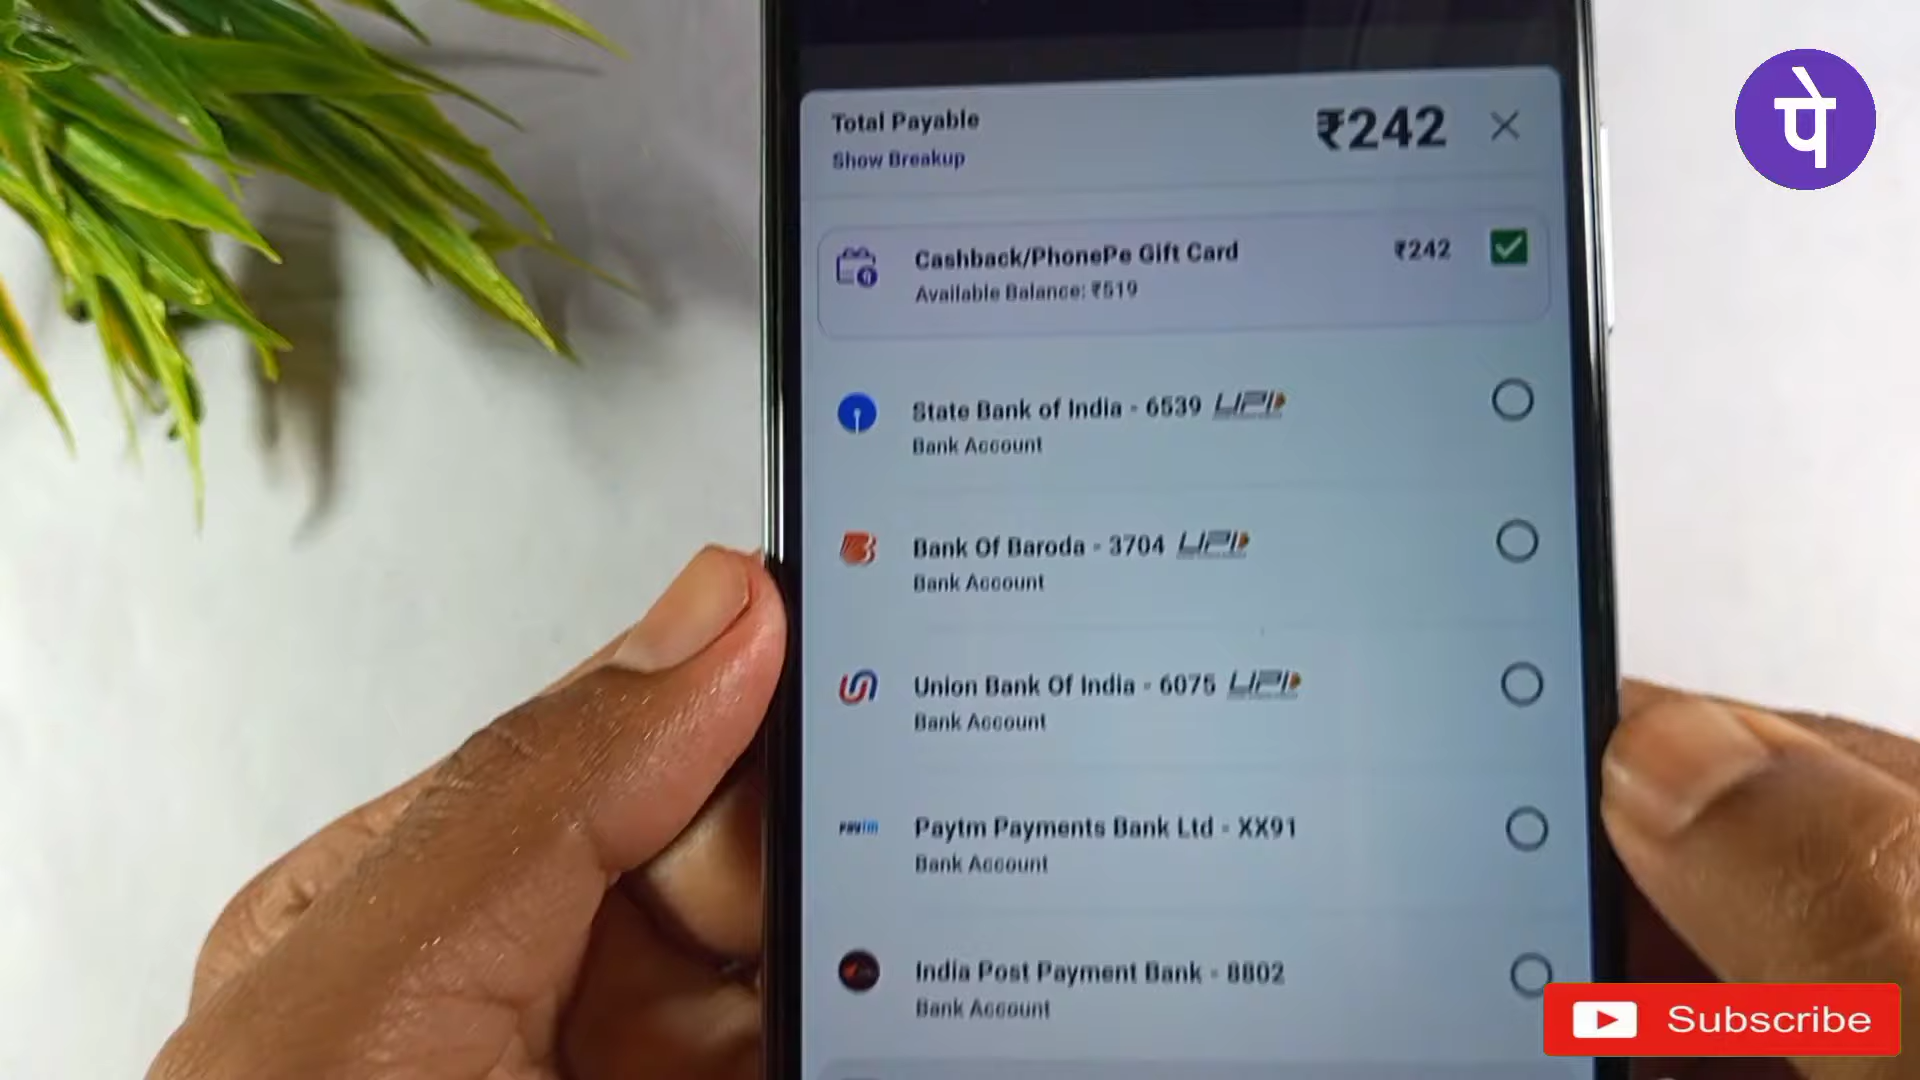 Total Payable
₹242
Show Breakup
Cashback/PhonePe Gift Card
₹242
Available Balance: ₹519
State Bank of India - 6539 UPI
Bank Account
Bank Of Baroda - 3704 UPI
Bank Account
Union Bank Of India - 6075 UPI
Bank Account
Paytm
Paytm Payments Bank Ltd - XX91
Bank Account
India Post Payment Bank - 8802
Bank Account
पे
Subscribe